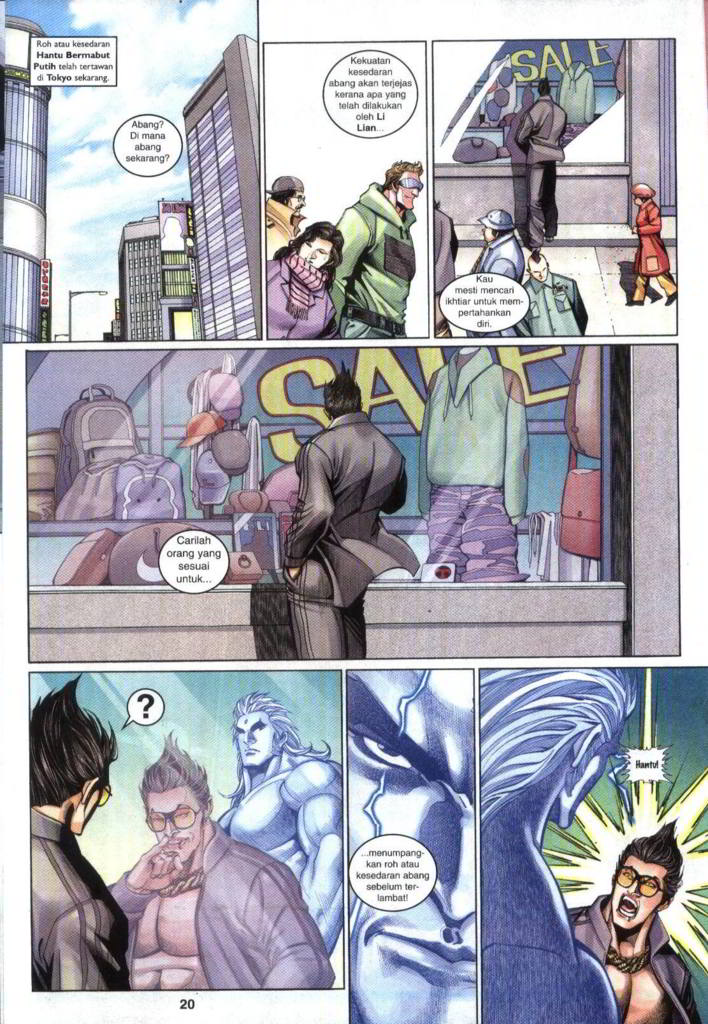 Roh atau kesedaran
Hantu Bermabut
Putih telah tertawan
di Tokyo sekarang.
Abang?
Di mana
abang
sekarang?
Kekuatan
kesedaran
abang akan terjejas
kerana apa yang
telah dilakukan
oleh Li
Lian...
SALE
Kau
mesti mencari
ikhtiar untuk mem-
pertahankan
diri.
SALE
Carilah
orang yang
sesuai
untuk...
?
...menumpang-
kan roh atau
kesedaran abang
sebelum ter-
lambat!
Hantu!
20